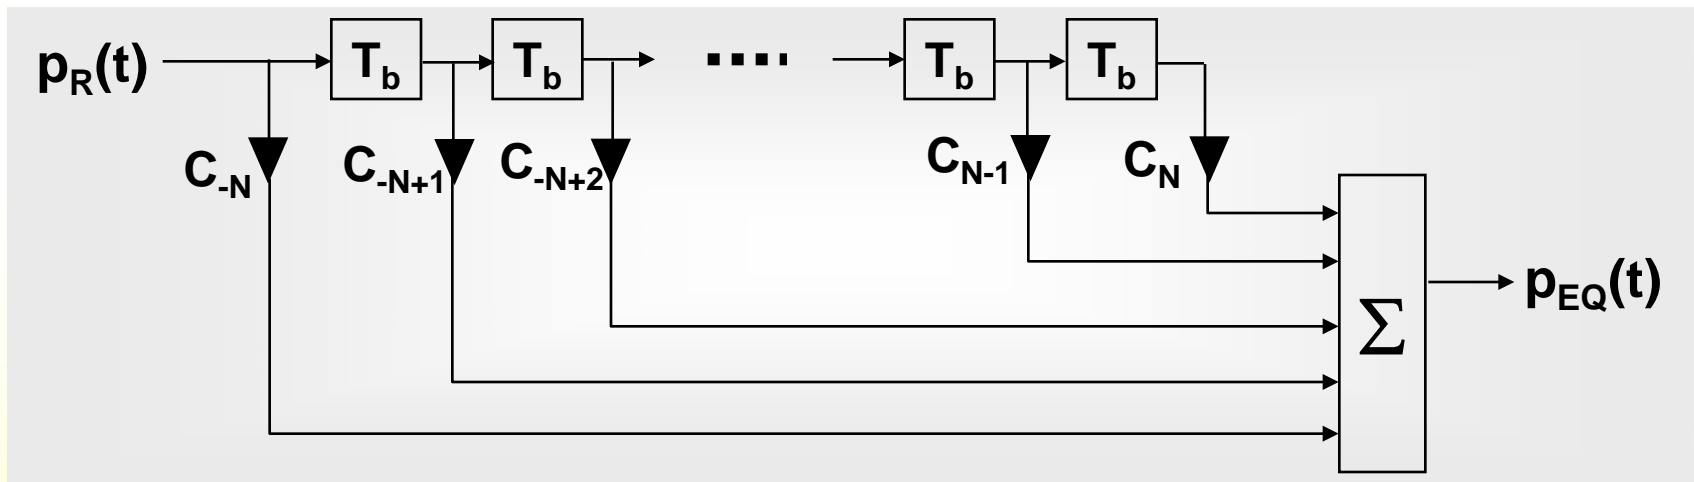 p_R(t) T_b T_b .... T_b T_b
C_-N C_-N+1 C_-N+2 C_N-1 C_N
Σ p_EQ(t)